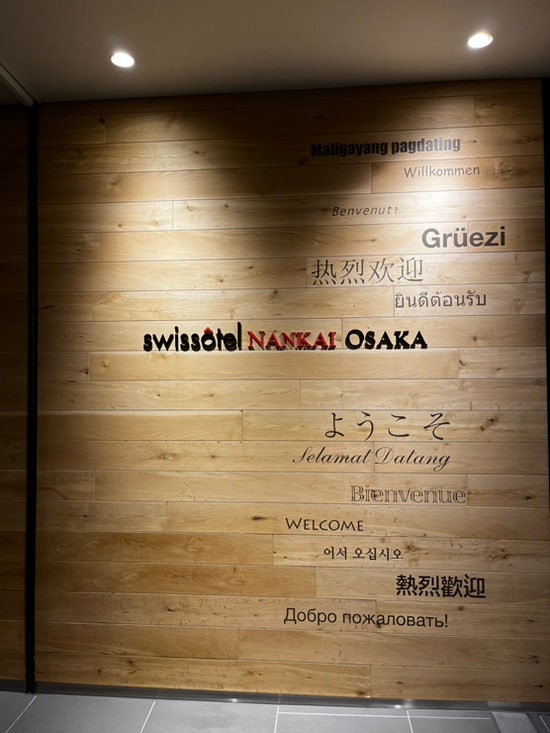 Maligayang pagdating
Willkommen
Benvenuti
Grüezi
热烈欢迎
ยินดีต้อนรับ
swissôtel NANKAI OSAKA
ようこそ
Selamat Datang
Bienvenue
WELCOME
어서 오십시오
熱烈歡迎
Добро пожаловать!